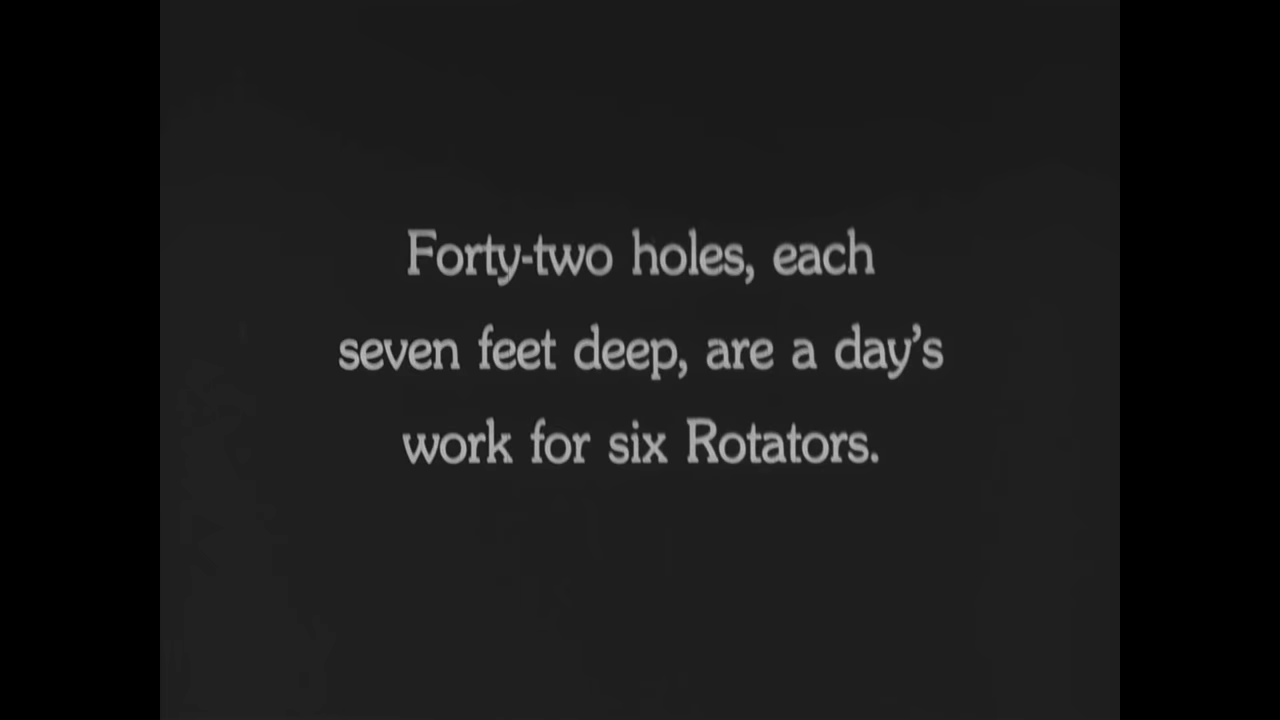 Forty-two holes, each
seven feet deep, are a day's
work for six Rotators.